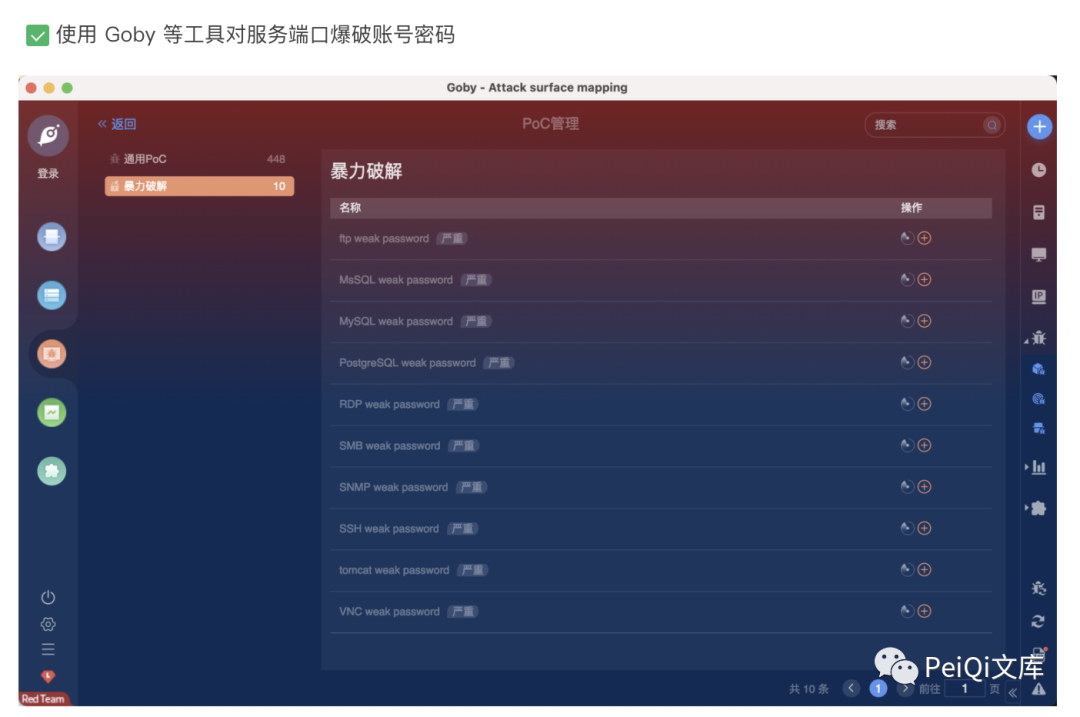 使用 Goby 等工具对服务端口爆破账号密码
Goby - Attack surface mapping
« 返回
PoC管理
搜索
登录
通用PoC 448
暴力破解 10
暴力破解
名称 操作
ftp weak password 严重
MsSQL weak password 严重
MySQL weak password 严重
PostgreSQL weak password 严重
RDP weak password 严重
SMB weak password 严重
SNMP weak password 严重
SSH weak password 严重
tomcat weak password 严重
VNC weak password 严重
IP
共 10 条 1 前往 1 页
PeiQi文库
Red Team